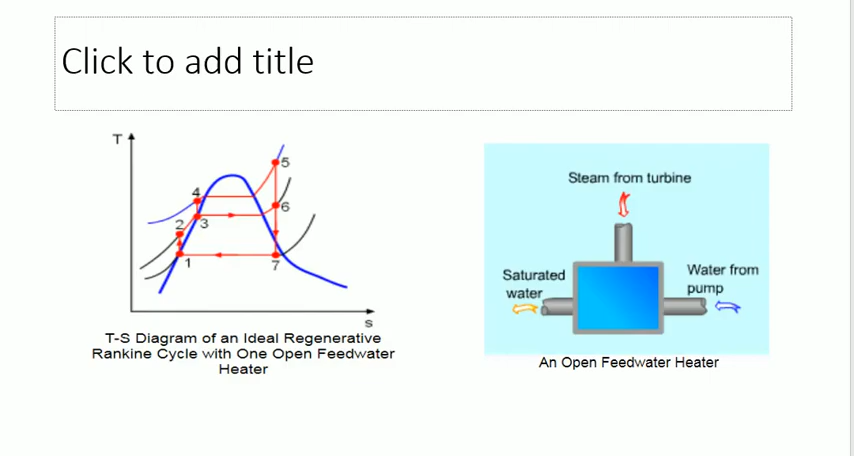 Click to add title
T
5
4
6
2
3
1
7
s
T-S Diagram of an Ideal Regenerative
Rankine Cycle with One Open Feedwater
Heater
Steam from turbine
Saturated
water
Water from
pump
An Open Feedwater Heater